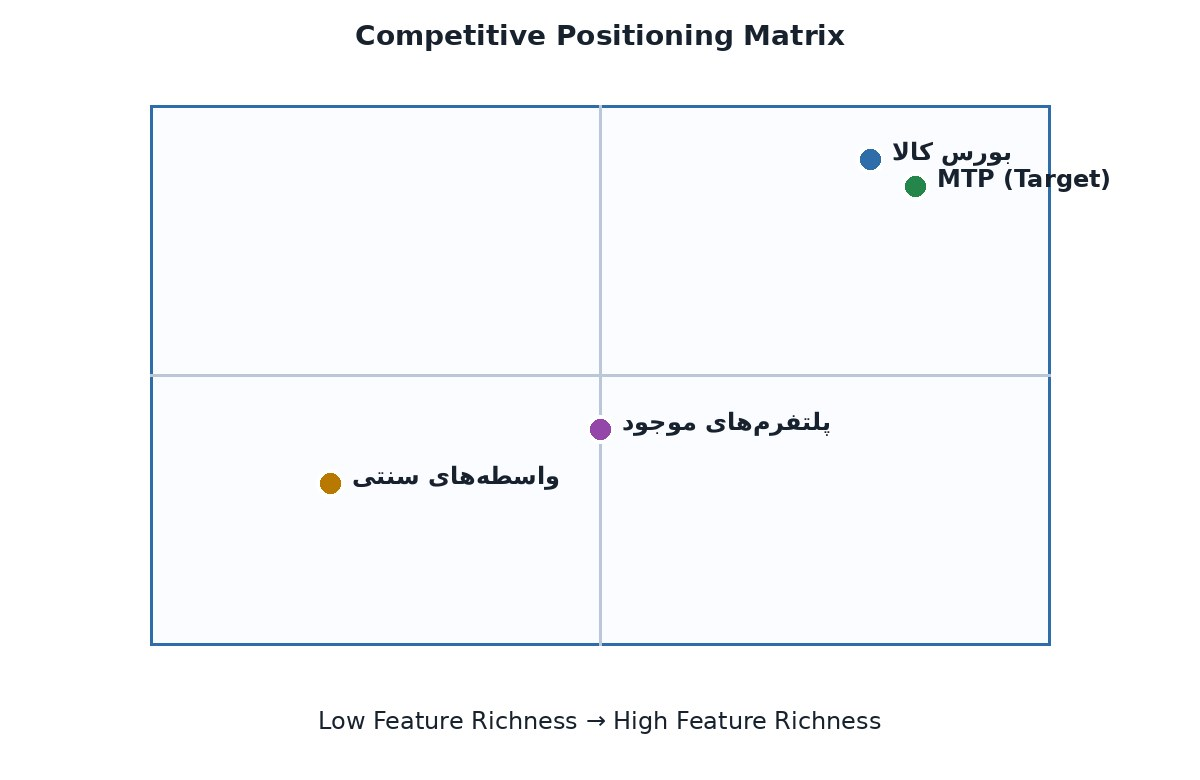 Competitive Positioning Matrix
بورس کالا
MTP (Target)
پلتفرم‌های موجود
واسطه‌های سنتی
Low Feature Richness → High Feature Richness